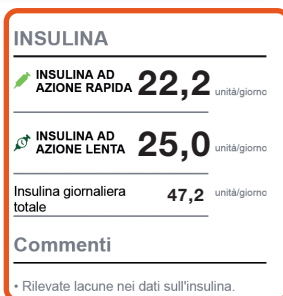 INSULINA
INSULINA AD
AZIONE RAPIDA 22,2 unità/giorno
INSULINA AD
AZIONE LENTA 25,0 unità/giorno
Insulina giornaliera
totale 47,2 unità/giorno
Commenti
• Rilevate lacune nei dati sull'insulina.